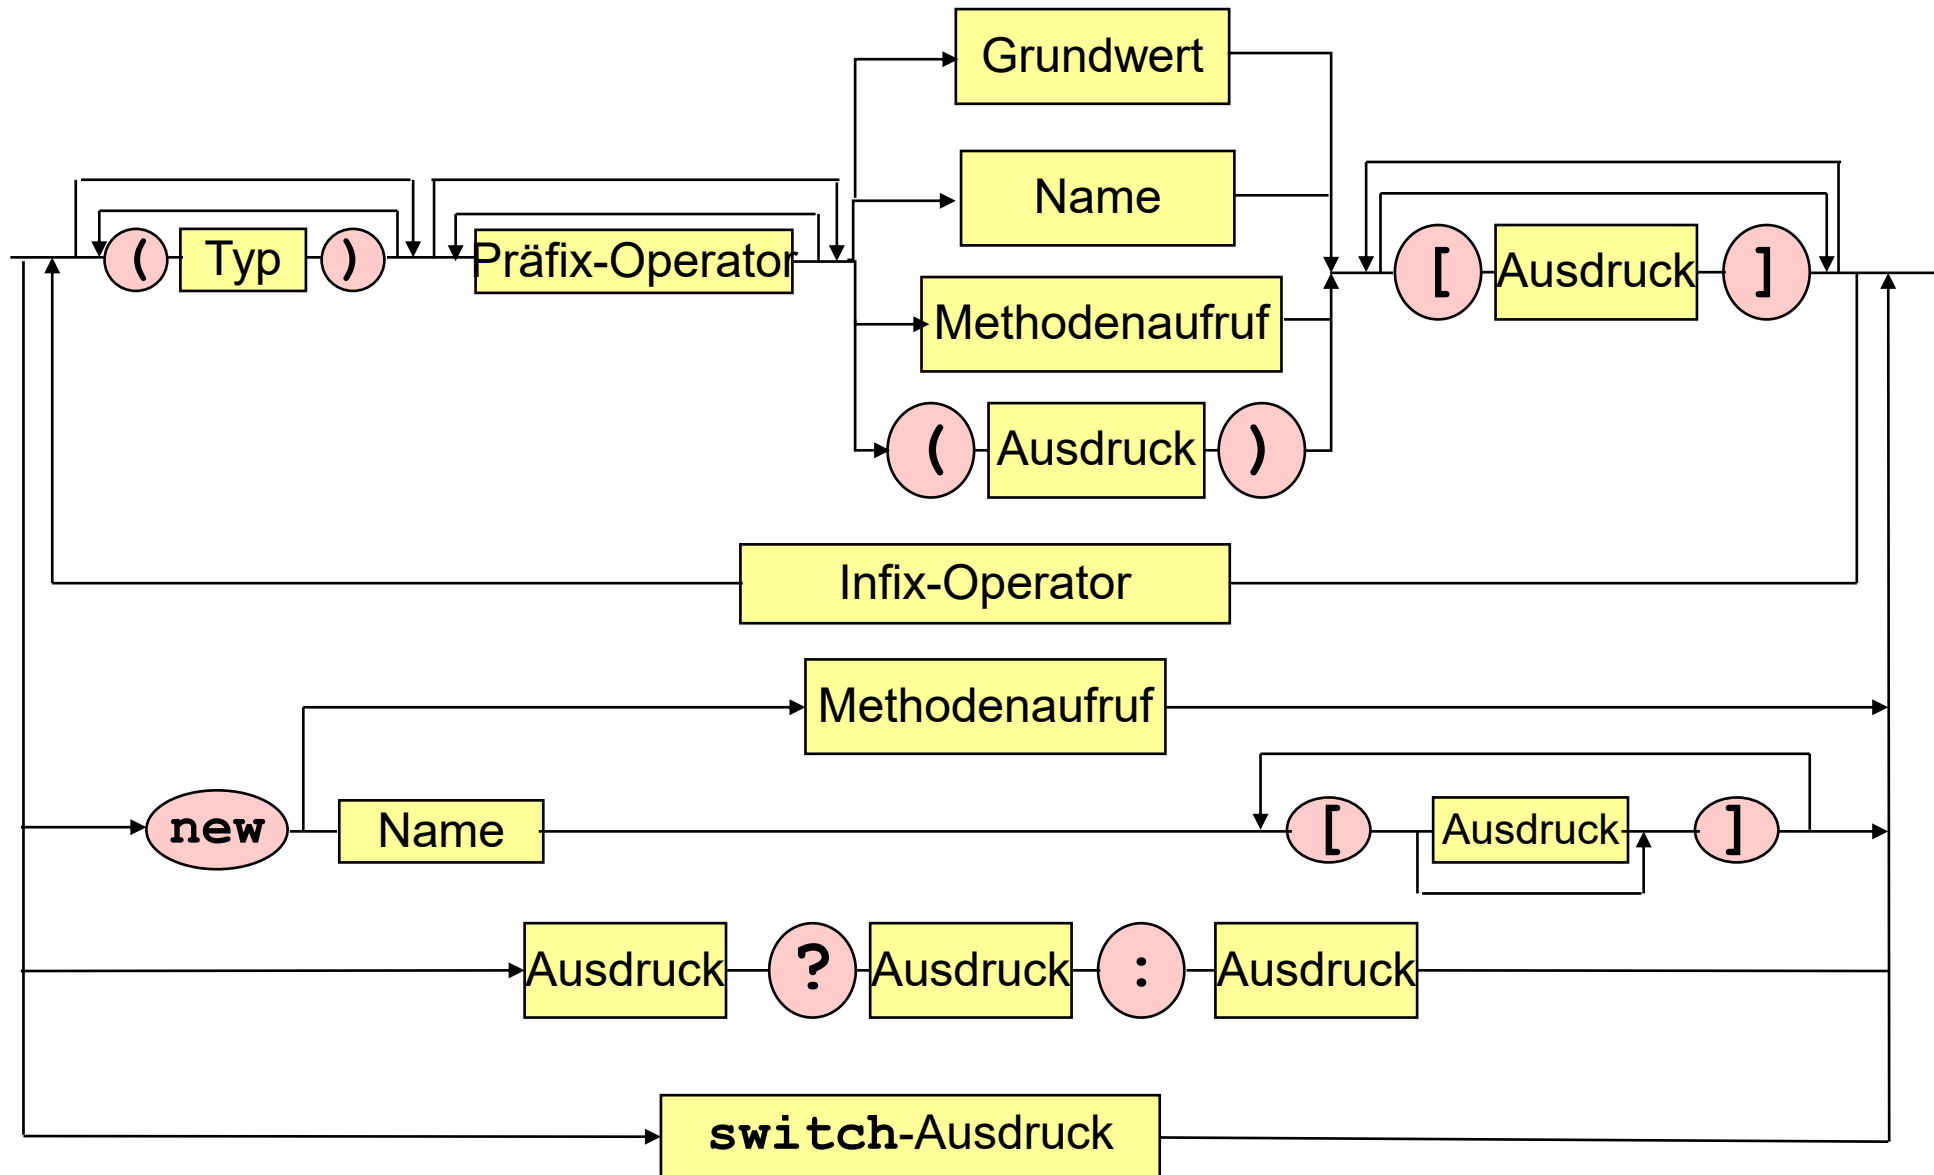 Grundwert
Name
( Typ ) Präfix-Operator [ Ausdruck ]
Methodenaufruf
( Ausdruck )
Infix-Operator
Methodenaufruf
new Name [ Ausdruck ]
Ausdruck ? Ausdruck : Ausdruck
switch-Ausdruck